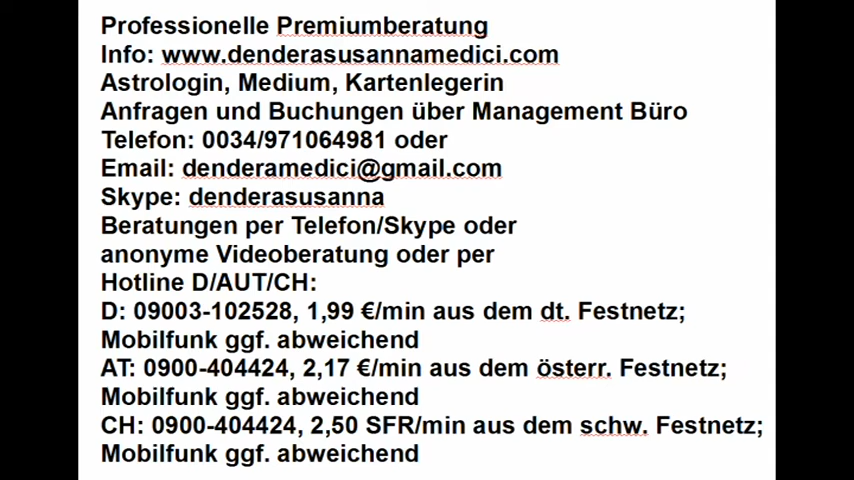 Professionelle Premiumberatung
Info: www.denderasusannamedici.com
Astrologin, Medium, Kartenlegerin
Anfragen und Buchungen über Management Büro
Telefon: 0034/971064981 oder
Email: denderamedici@gmail.com
Skype: denderasusanna
Beratungen per Telefon/Skype oder
anonyme Videoberatung oder per
Hotline D/AUT/CH:
D: 09003-102528, 1,99 €/min aus dem dt. Festnetz;
Mobilfunk ggf. abweichend
AT: 0900-404424, 2,17 €/min aus dem österr. Festnetz;
Mobilfunk ggf. abweichend
CH: 0900-404424, 2,50 SFR/min aus dem schw. Festnetz;
Mobilfunk ggf. abweichend